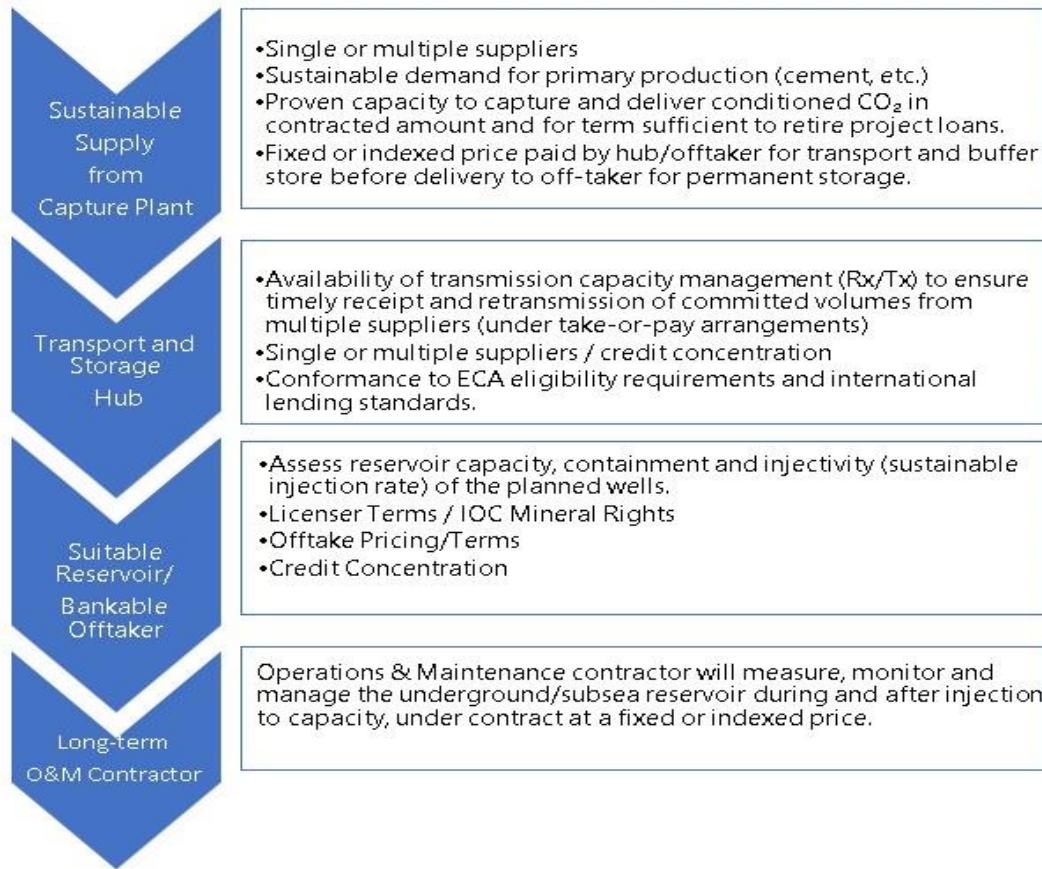 Sustainable
Supply
from
Capture Plant
•Single or multiple suppliers
•Sustainable demand for primary production (cement, etc.)
•Proven capacity to capture and deliver conditioned CO₂ in
contracted amount and for term sufficient to retire project loans.
•Fixed or indexed price paid by hub/offtaker for transport and buffer
store before delivery to off-taker for permanent storage.
Transport and
Storage
Hub
•Availability of transmission capacity management (Rx/Tx) to ensure
timely receipt and retransmission of committed volumes from
multiple suppliers (under take-or-pay arrangements)
•Single or multiple suppliers / credit concentration
•Conformance to ECA eligibility requirements and international
lending standards.
Suitable
Reservoir/
Bankable
Offtaker
•Assess reservoir capacity, containment and injectivity (sustainable
injection rate) of the planned wells.
•Licenser Terms / IOC Mineral Rights
•Offtake Pricing/Terms
•Credit Concentration
Long-term
O&M Contractor
Operations & Maintenance contractor will measure, monitor and
manage the underground/subsea reservoir during and after injection
to capacity, under contract at a fixed or indexed price.